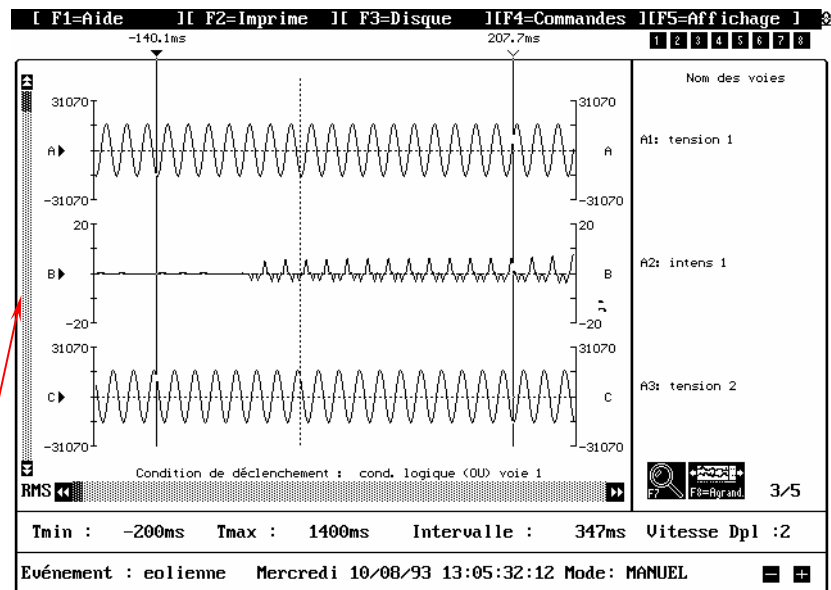 [ F1=Aide ][ F2=Imprime ][ F3=Disque ][F4=Commandes ][F5=Affichage ]
-140.1ms 207.7ms 1 2 3 4 5 6 7 8
Nom des voies
31070 31070
A A A1: tension 1
-31070 -31070
20 20
B B A2: intens 1
-20 -20
31070 31070
C C A3: tension 2
-31070 -31070
Condition de déclenchement : cond. logique (OU) voie 1
RMS F7 F8=Agrand. 3/5
Tmin : -200ms Tmax : 1400ms Intervalle : 347ms Vitesse Dpl :2
Evénement : eolienne Mercredi 10/08/93 13:05:32:12 Mode: MANUEL - +